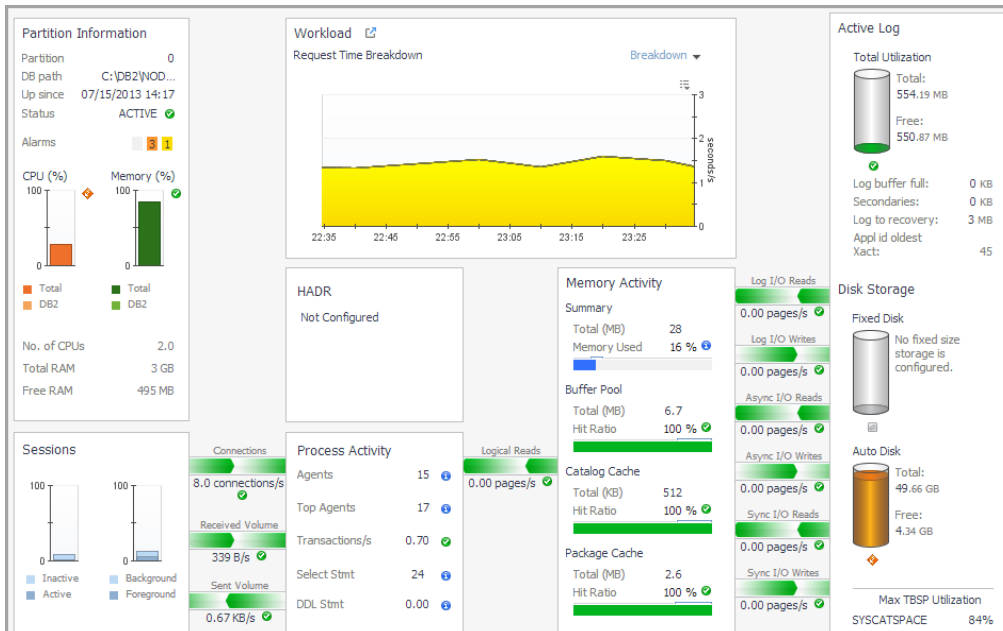 Partition Information
Partition 0
DB path C:\DB2\NOD...
Up since 07/15/2013 14:17
Status ACTIVE
Alarms 3 1
CPU (%) Memory (%)
100 100
0 0
Total Total
DB2 DB2
No. of CPUs 2.0
Total RAM 3 GB
Free RAM 495 MB
Sessions
100 100
0 0
Inactive Background
Active Foreground
Workload
Request Time Breakdown Breakdown
3
2
1
0
seconds/s
22:35 22:45 22:55 23:05 23:15 23:25
HADR
Not Configured
Connections
8.0 connections/s
Received Volume
339 B/s
Sent Volume
0.67 KB/s
Process Activity
Agents 15
Top Agents 17
Transactions/s 0.70
Select Stmt 24
DDL Stmt 0.00
Logical Reads
0.00 pages/s
Memory Activity
Summary
Total (MB) 28
Memory Used 16 %
Buffer Pool
Total (MB) 6.7
Hit Ratio 100 %
Catalog Cache
Total (KB) 512
Hit Ratio 100 %
Package Cache
Total (MB) 2.6
Hit Ratio 100 %
Log I/O Reads
0.00 pages/s
Log I/O Writes
0.00 pages/s
Async I/O Reads
0.00 pages/s
Async I/O Writes
0.00 pages/s
Sync I/O Reads
0.00 pages/s
Sync I/O Writes
0.00 pages/s
Active Log
Total Utilization
Total:
554.19 MB
Free:
550.87 MB
Log buffer full: 0 KB
Secondaries: 0 KB
Log to recovery: 3 MB
Appl id oldest
Xact: 45
Disk Storage
Fixed Disk
No fixed size
storage is
configured.
Auto Disk
Total:
49.66 GB
Free:
4.34 GB
Max TBSP Utilization
SYSCATSPACE 84%